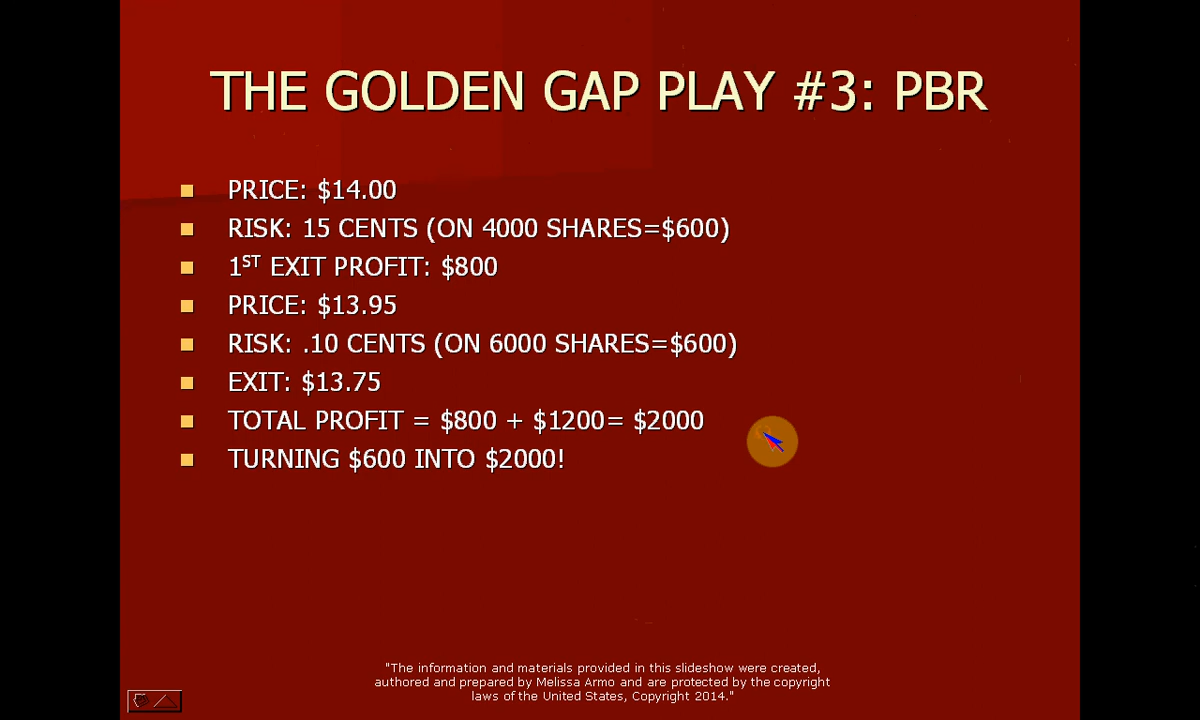 THE GOLDEN GAP PLAY #3: PBR
PRICE: $14.00
RISK: 15 CENTS (ON 4000 SHARES=$600)
1ST EXIT PROFIT: $800
PRICE: $13.95
RISK: .10 CENTS (ON 6000 SHARES=$600)
EXIT: $13.75
TOTAL PROFIT = $800 + $1200= $2000
TURNING $600 INTO $2000!
"The information and materials provided in this slideshow were created,
authored and prepared by Melissa Armo and are protected by the copyright
laws of the United States, Copyright 2014."